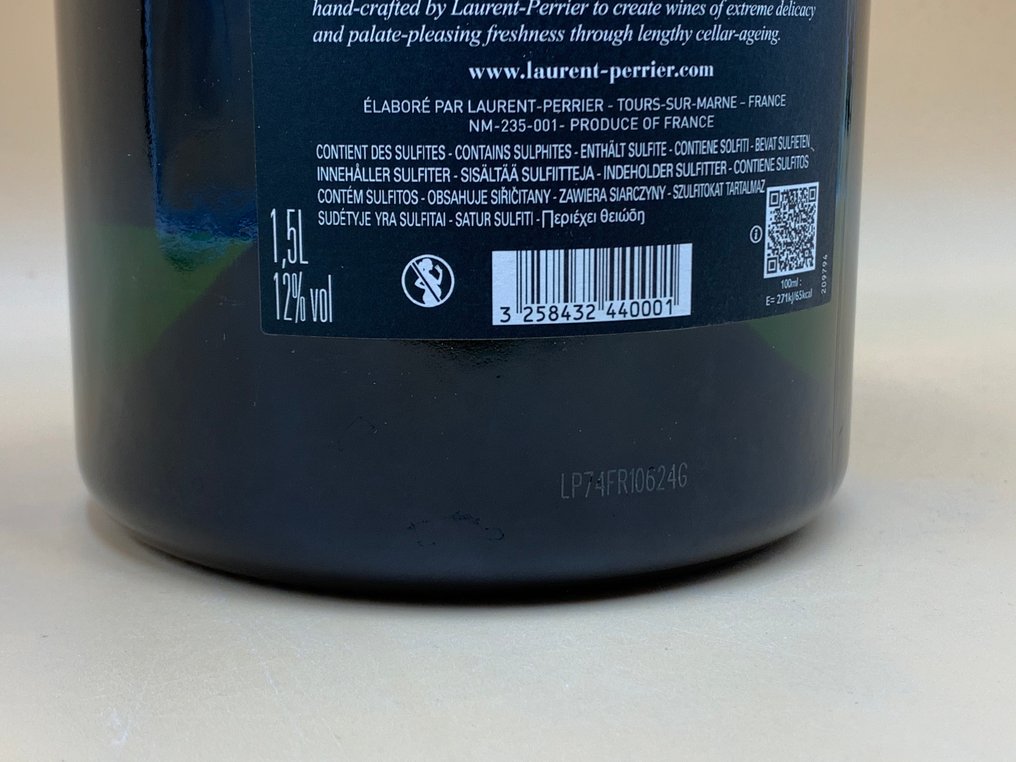 hand-crafted by Laurent-Perrier to create wines of extreme delicacy
and palate-pleasing freshness through lengthy cellar-ageing.
www.laurent-perrier.com
ÉLABORÉ PAR LAURENT-PERRIER - TOURS-SUR-MARNE - FRANCE
NM-235-001- PRODUCE OF FRANCE
CONTIENT DES SULFITES - CONTAINS SULPHITES - ENTHÄLT SULFITE - CONTIENE SOLFITI - BEVAT SULFIETEN
INNEHÅLLER SULFITER - SISÄLTÄÄ SULFIITTEJA - INDEHOLDER SULFITTER - CONTIENE SULFITOS
CONTÉM SULFITOS - OBSAHUJE SIŘIČITANY - ZAWIERA SIARCZYNY - SZULFITOKAT TARTALMAZ
SUDĖTYJE YRA SULFITAI - SATUR SULFITI - Περιέχει θειώδη
1,5L
12% vol
3 258432 440001
100ml :
E= 271kJ/65kcal
209794
LP74FR10624G